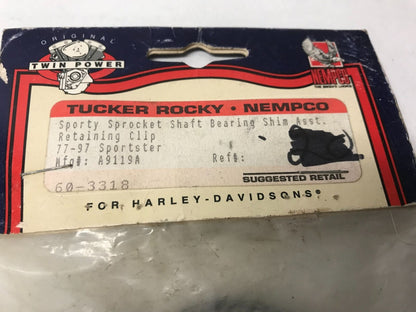 ORIGINAL
TWIN POWER
NEMPCO
TUCKER ROCKY • NEMPCO
Sporty Sprocket Shaft Bearing Shim Asst.
Retaining Clip
77-97 Sportster
Mfg#: A9119A Ref#:
60-3318
SUGGESTED RETAIL
FOR HARLEY-DAVIDSONS®